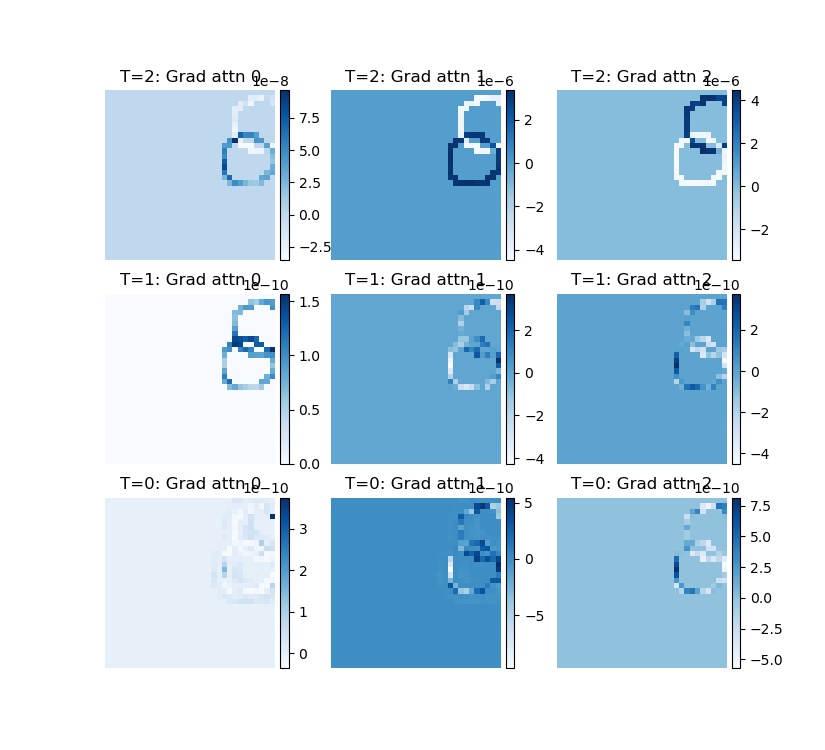 T=2: Grad attn 0 T=2: Grad attn 1 T=2: Grad attn 2
1e−8 1e−6 1e−6
7.5 2 4
5.0 0 2
2.5 −2 0
0.0 −4 −2
−2.5
T=1: Grad attn 0 T=1: Grad attn 1 T=1: Grad attn 2
1e−10 1e−10 1e−10
1.5 2 2
1.0 0 0
0.5 −2 −2
0.0 −4 −4
T=0: Grad attn 0 T=0: Grad attn 1 T=0: Grad attn 2
1e−10 1e−10 1e−10
3 5 7.5
2 0 5.0
1 −5 2.5
0 0.0
−2.5
−5.0